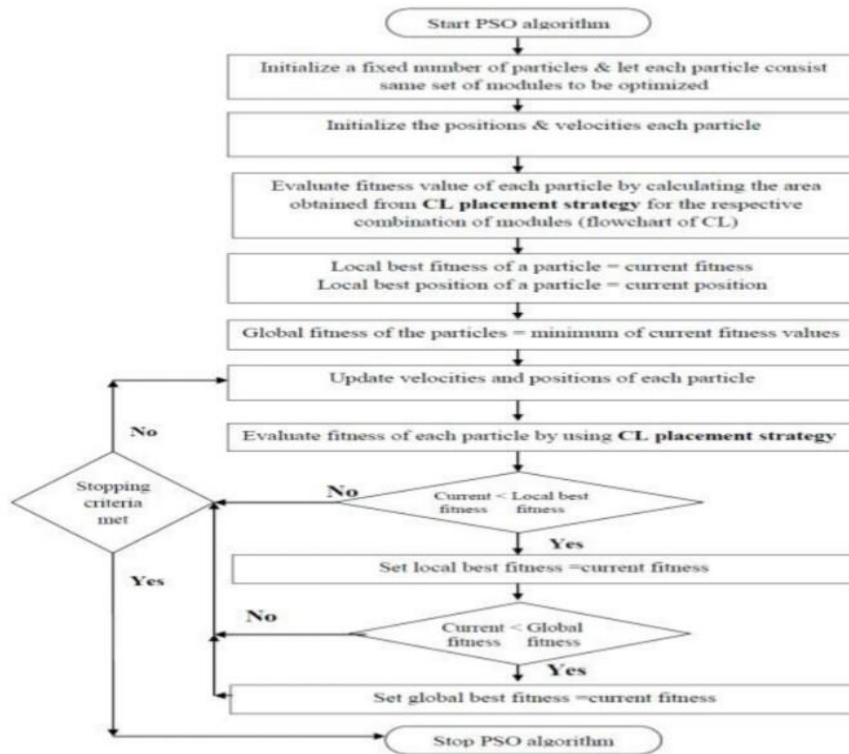 Start PSO algorithm
Initialize a fixed number of particles & let each particle consist
same set of modules to be optimized
Initialize the positions & velocities each particle
Evaluate fitness value of each particle by calculating the area
obtained from CL placement strategy for the respective
combination of modules (flowchart of CL)
Local best fitness of a particle = current fitness
Local best position of a particle = current position
Global fitness of the particles = minimum of current fitness values
Update velocities and positions of each particle
No
Evaluate fitness of each particle by using CL placement strategy
Stopping
criteria
met
No
Current < Local best
fitness fitness
Yes
Yes
Set local best fitness =current fitness
No
Current < Global
fitness fitness
Yes
Set global best fitness =current fitness
Stop PSO algorithm